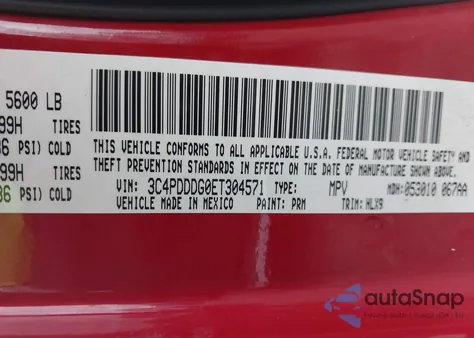 5600 LB
99H TIRES
36 PSI) COLD
99H TIRES
36 PSI) COLD
THIS VEHICLE CONFORMS TO ALL APPLICABLE U.S.A. FEDERAL MOTOR VEHICLE SAFETY AND
THEFT PREVENTION STANDARDS IN EFFECT ON THE DATE OF MANUFACTURE SHOWN ABOVE.
VIN: 3C4PDDDG0ET304571 TYPE: MPV MDH: 053010 067AA
VEHICLE MADE IN MEXICO PAINT: PRM TRIM: HLX9
autoSnap